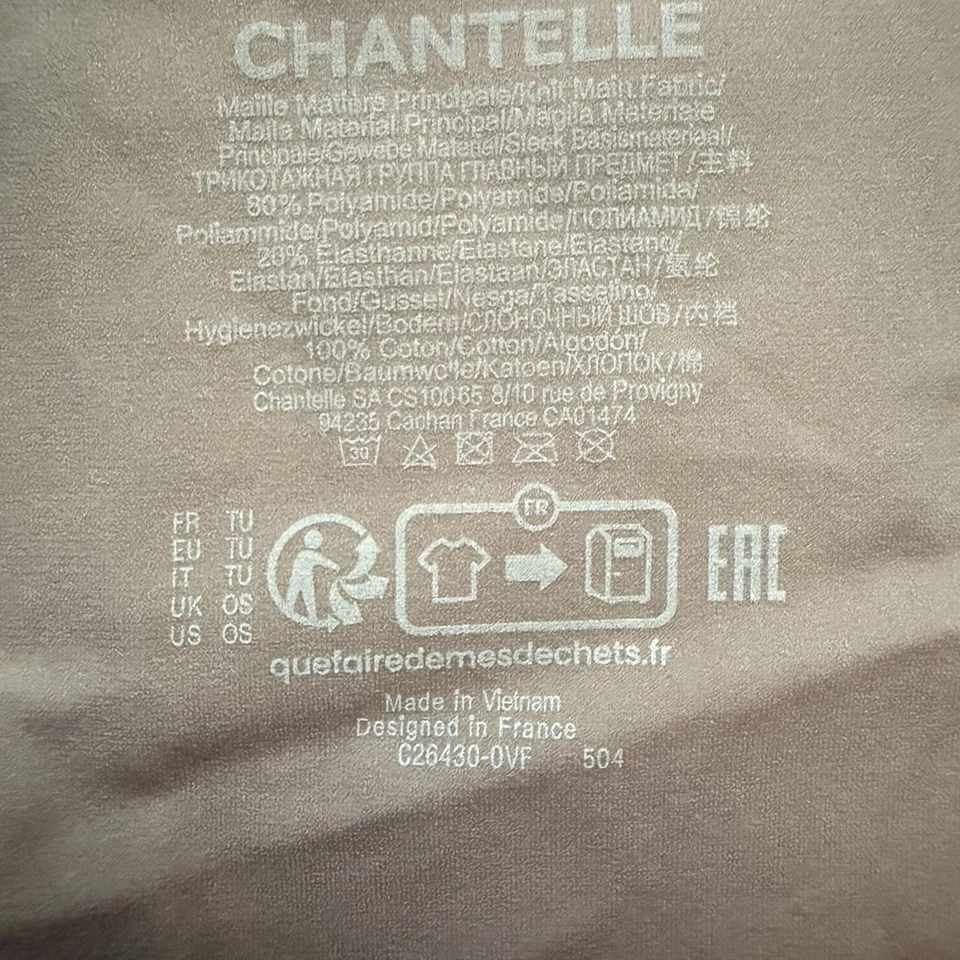 CHANTELLE
Maille Matière Principale/Knit Main Fabric/
Malla Material Principal/Maglia Materiale
Principale/Gewebe Material/Sleek Basismateriaal/
ТРИКОТАЖНАЯ ГРУППА ГЛАВНЫЙ ПРЕДМЕТ/主料
80% Polyamide/Polyamide/Poliamida/
Poliammide/Polyamid/Polyamide/ПОЛИАМИД/锦纶
20% Elasthanne/Elastane/Elastano/
Elastan/Elasthan/Elastaan/ЭЛАСТАН/氨纶
Fond/Gusset/Nesga/Tassellno/
Hygienezwickel/Bodem/СЛОНОЧНЫЙ ШОВ/内裆
100% Coton/Cotton/Algodón/
Cotone/Baumwolle/Katoen/ХЛОПОК/棉
Chantelle SA CS10065 8/10 rue de Provigny
94235 Cachan France CA01474
30
FR TU
EU TU
IT TU
UK OS
US OS
FR
EAC
quefairedemesdechets.fr
Made in Vietnam
Designed in France
C26430-0VF 504